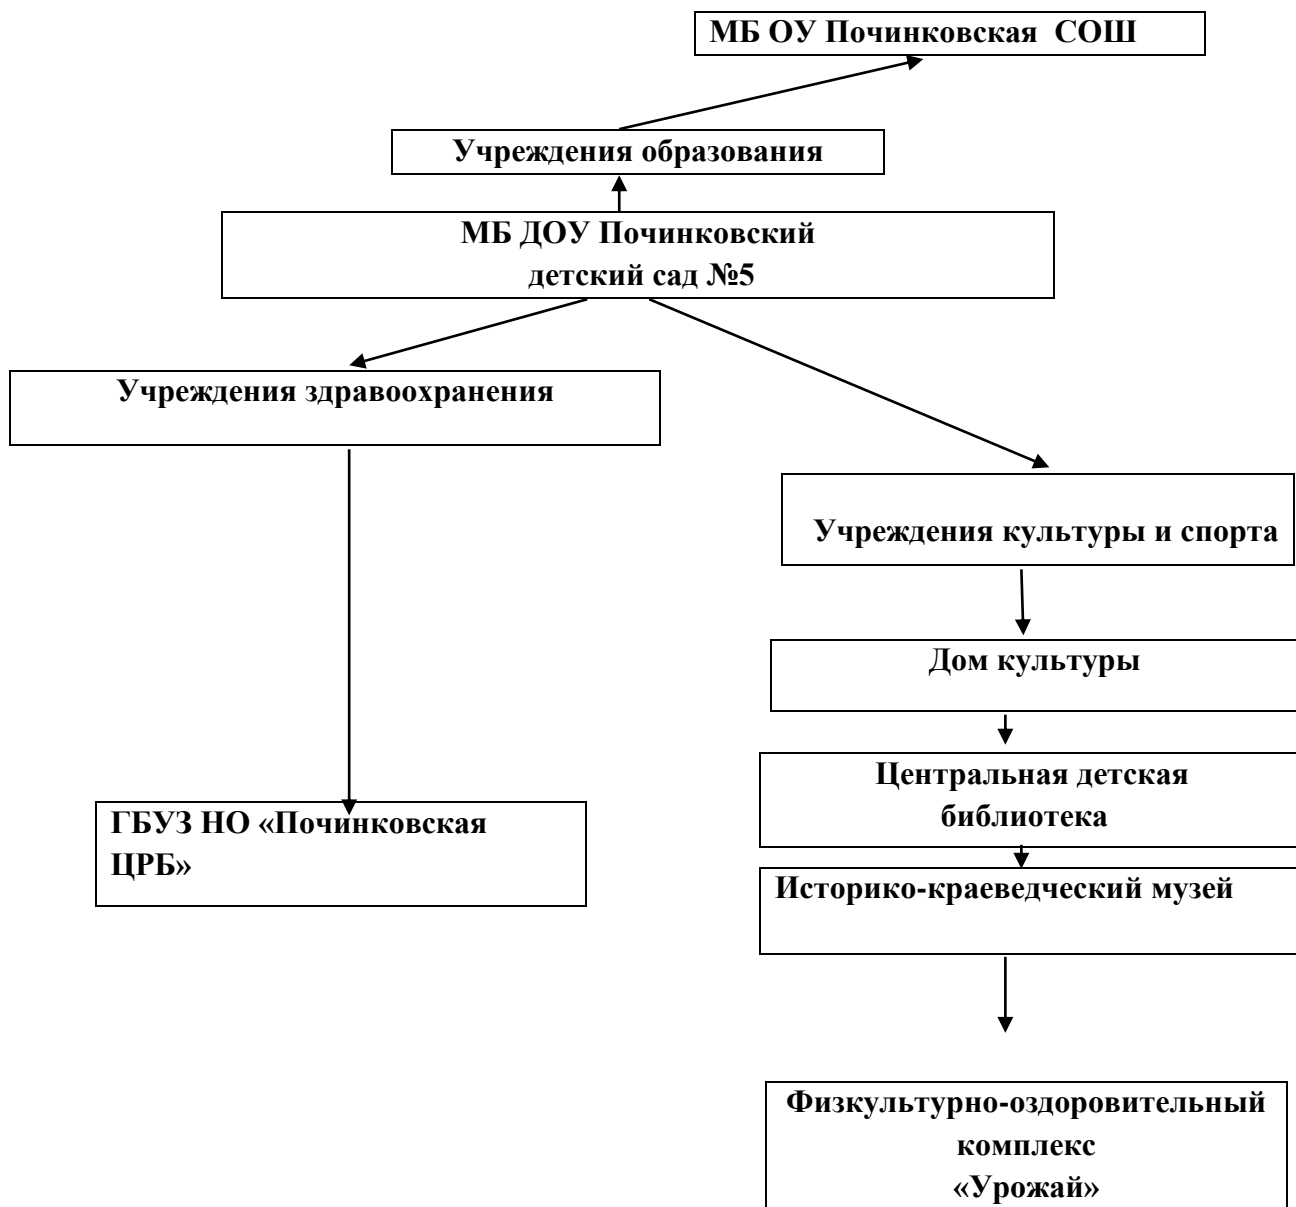 МБ ОУ Починковская СОШ
Учреждения образования
МБ ДОУ Починковский
детский сад №5
Учреждения здравоохранения
Учреждения культуры и спорта
Дом культуры
Центральная детская
библиотека
ГБУЗ НО «Починковская
ЦРБ»
Историко-краеведческий музей
Физкультурно-оздоровительный
комплекс
«Урожай»